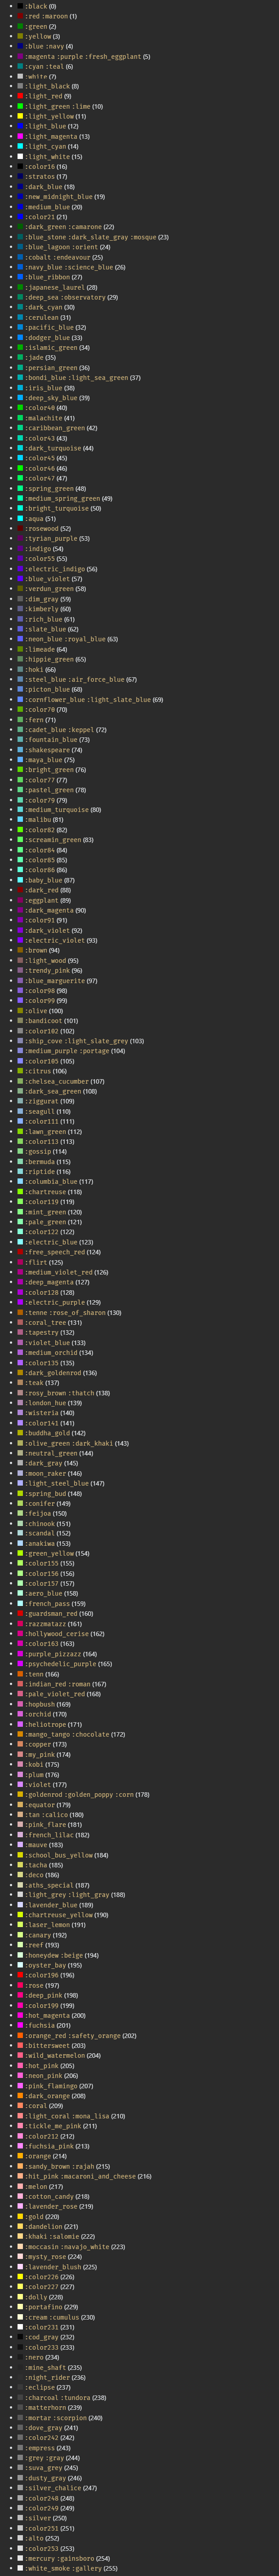 :black (0)
:red :maroon (1)
:green (2)
:yellow (3)
:blue :navy (4)
:magenta :purple :fresh_eggplant (5)
:cyan :teal (6)
:white (7)
:light_black (8)
:light_red (9)
:light_green :lime (10)
:light_yellow (11)
:light_blue (12)
:light_magenta (13)
:light_cyan (14)
:light_white (15)
:color16 (16)
:stratos (17)
:dark_blue (18)
:new_midnight_blue (19)
:medium_blue (20)
:color21 (21)
:dark_green :camarone (22)
:blue_stone :dark_slate_gray :mosque (23)
:blue_lagoon :orient (24)
:cobalt :endeavour (25)
:navy_blue :science_blue (26)
:blue_ribbon (27)
:japanese_laurel (28)
:deep_sea :observatory (29)
:dark_cyan (30)
:cerulean (31)
:pacific_blue (32)
:dodger_blue (33)
:islamic_green (34)
:jade (35)
:persian_green (36)
:bondi_blue :light_sea_green (37)
:iris_blue (38)
:deep_sky_blue (39)
:color40 (40)
:malachite (41)
:caribbean_green (42)
:color43 (43)
:dark_turquoise (44)
:color45 (45)
:color46 (46)
:color47 (47)
:spring_green (48)
:medium_spring_green (49)
:bright_turquoise (50)
:aqua (51)
:rosewood (52)
:tyrian_purple (53)
:indigo (54)
:color55 (55)
:electric_indigo (56)
:blue_violet (57)
:verdun_green (58)
:dim_gray (59)
:kimberly (60)
:rich_blue (61)
:slate_blue (62)
:neon_blue :royal_blue (63)
:limeade (64)
:hippie_green (65)
:hoki (66)
:steel_blue :air_force_blue (67)
:picton_blue (68)
:cornflower_blue :light_slate_blue (69)
:color70 (70)
:fern (71)
:cadet_blue :keppel (72)
:fountain_blue (73)
:shakespeare (74)
:maya_blue (75)
:bright_green (76)
:color77 (77)
:pastel_green (78)
:color79 (79)
:medium_turquoise (80)
:malibu (81)
:color82 (82)
:screamin_green (83)
:color84 (84)
:color85 (85)
:color86 (86)
:baby_blue (87)
:dark_red (88)
:eggplant (89)
:dark_magenta (90)
:color91 (91)
:dark_violet (92)
:electric_violet (93)
:brown (94)
:light_wood (95)
:trendy_pink (96)
:blue_marguerite (97)
:color98 (98)
:color99 (99)
:olive (100)
:bandicoot (101)
:color102 (102)
:ship_cove :light_slate_grey (103)
:medium_purple :portage (104)
:color105 (105)
:citrus (106)
:chelsea_cucumber (107)
:dark_sea_green (108)
:ziggurat (109)
:seagull (110)
:color111 (111)
:lawn_green (112)
:color113 (113)
:gossip (114)
:bermuda (115)
:riptide (116)
:columbia_blue (117)
:chartreuse (118)
:color119 (119)
:mint_green (120)
:pale_green (121)
:color122 (122)
:electric_blue (123)
:free_speech_red (124)
:flirt (125)
:medium_violet_red (126)
:deep_magenta (127)
:color128 (128)
:electric_purple (129)
:tenne :rose_of_sharon (130)
:coral_tree (131)
:tapestry (132)
:violet_blue (133)
:medium_orchid (134)
:color135 (135)
:dark_goldenrod (136)
:teak (137)
:rosy_brown :thatch (138)
:london_hue (139)
:wisteria (140)
:color141 (141)
:buddha_gold (142)
:olive_green :dark_khaki (143)
:neutral_green (144)
:dark_gray (145)
:moon_raker (146)
:light_steel_blue (147)
:spring_bud (148)
:conifer (149)
:feijoa (150)
:chinook (151)
:scandal (152)
:anakiwa (153)
:green_yellow (154)
:color155 (155)
:color156 (156)
:color157 (157)
:aero_blue (158)
:french_pass (159)
:guardsman_red (160)
:razzmatazz (161)
:hollywood_cerise (162)
:color163 (163)
:purple_pizzazz (164)
:psychedelic_purple (165)
:tenn (166)
:indian_red :roman (167)
:pale_violet_red (168)
:hopbush (169)
:orchid (170)
:heliotrope (171)
:mango_tango :chocolate (172)
:copper (173)
:my_pink (174)
:kobi (175)
:plum (176)
:violet (177)
:goldenrod :golden_poppy :corn (178)
:equator (179)
:tan :calico (180)
:pink_flare (181)
:french_lilac (182)
:mauve (183)
:school_bus_yellow (184)
:tacha (185)
:deco (186)
:aths_special (187)
:light_grey :light_gray (188)
:lavender_blue (189)
:chartreuse_yellow (190)
:laser_lemon (191)
:canary (192)
:reef (193)
:honeydew :beige (194)
:oyster_bay (195)
:color196 (196)
:rose (197)
:deep_pink (198)
:color199 (199)
:hot_magenta (200)
:fuchsia (201)
:orange_red :safety_orange (202)
:bittersweet (203)
:wild_watermelon (204)
:hot_pink (205)
:neon_pink (206)
:pink_flamingo (207)
:dark_orange (208)
:coral (209)
:light_coral :mona_lisa (210)
:tickle_me_pink (211)
:color212 (212)
:fuchsia_pink (213)
:orange (214)
:sandy_brown :rajah (215)
:hit_pink :macaroni_and_cheese (216)
:melon (217)
:cotton_candy (218)
:lavender_rose (219)
:gold (220)
:dandelion (221)
:khaki :salomie (222)
:moccasin :navajo_white (223)
:mysty_rose (224)
:lavender_blush (225)
:color226 (226)
:color227 (227)
:dolly (228)
:portafino (229)
:cream :cumulus (230)
:color231 (231)
:cod_gray (232)
:color233 (233)
:nero (234)
:mine_shaft (235)
:night_rider (236)
:eclipse (237)
:charcoal :tundora (238)
:matterhorn (239)
:mortar :scorpion (240)
:dove_gray (241)
:color242 (242)
:empress (243)
:grey :gray (244)
:suva_grey (245)
:dusty_gray (246)
:silver_chalice (247)
:color248 (248)
:color249 (249)
:silver (250)
:color251 (251)
:alto (252)
:color253 (253)
:mercury :gainsboro (254)
:white_smoke :gallery (255)